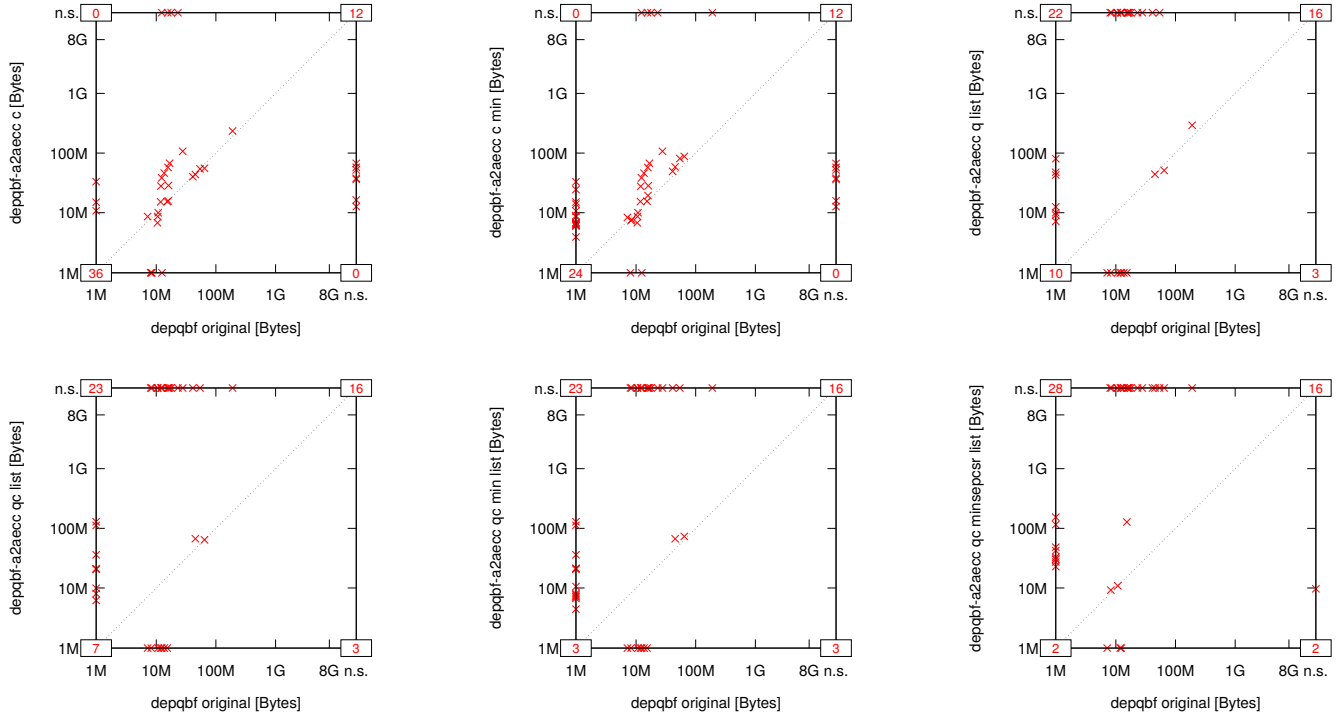 depqbf-a2aecc c [Bytes]
n.s. 0 12
8G
1G
100M
10M
1M 36 0
1M 10M 100M 1G 8G n.s.
depqbf original [Bytes]
depqbf-a2aecc c min [Bytes]
n.s. 0 12
8G
1G
100M
10M
1M 24 0
1M 10M 100M 1G 8G n.s.
depqbf original [Bytes]
depqbf-a2aecc q list [Bytes]
n.s. 22 16
8G
1G
100M
10M
1M 10 3
1M 10M 100M 1G 8G n.s.
depqbf original [Bytes]
depqbf-a2aecc qc list [Bytes]
n.s. 23 16
8G
1G
100M
10M
1M 7 3
1M 10M 100M 1G 8G n.s.
depqbf original [Bytes]
depqbf-a2aecc qc min list [Bytes]
n.s. 23 16
8G
1G
100M
10M
1M 3 3
1M 10M 100M 1G 8G n.s.
depqbf original [Bytes]
depqbf-a2aecc qc minsepcsr list [Bytes]
n.s. 28 16
8G
1G
100M
10M
1M 2 2
1M 10M 100M 1G 8G n.s.
depqbf original [Bytes]